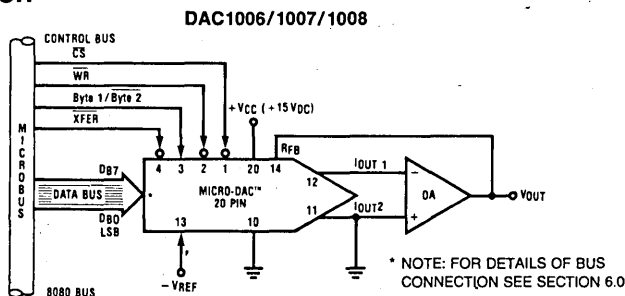 DAC1006/1007/1008
CONTROL BUS
CS
WR
Byte 1/Byte 2
XFER
+VCC (+15 VDC)
RFB
4 3 2 1 20 14
MICROBUS
DB7
DATA BUS
DB0
LSB
*
MICRO-DAC™
20 PIN
12
IOUT 1
11
IOUT2
13
10
-
+
OA
VOUT
-VREF
8080 BUS
* NOTE: FOR DETAILS OF BUS
CONNECTION SEE SECTION 6.0